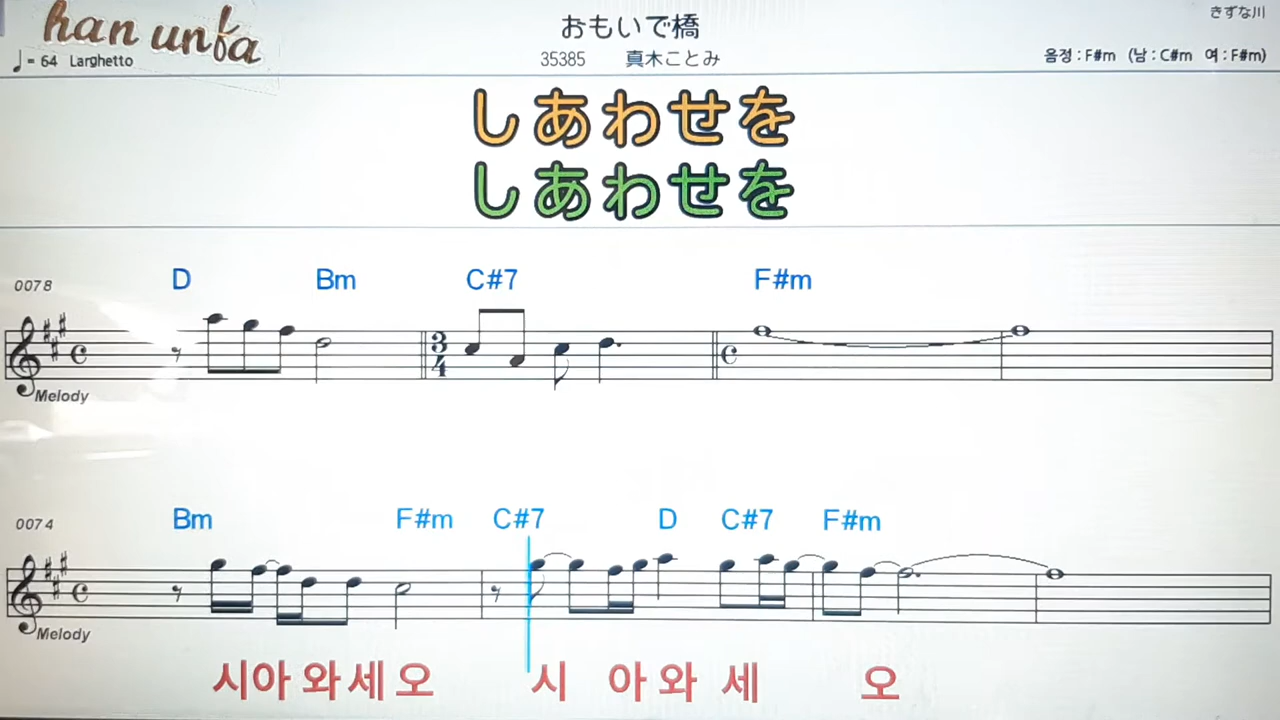 han unfa
おもいで橋
きずな川
♩= 64 Larghetto
35385 真木ことみ
음정 : F#m (남 : C#m 여 : F#m)
しあわせを
しあわせを
0078
D Bm C#7 F#m
3
4
Melody
0074
Bm F#m C#7 D C#7 F#m
Melody
시아 와 세 오 시 아 와 세 오